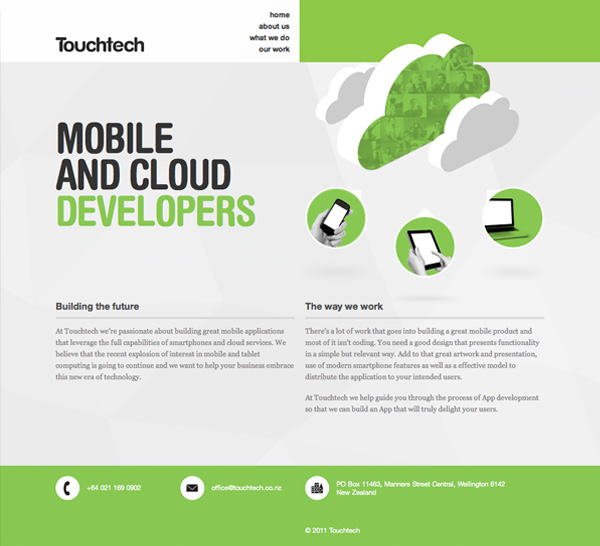 home
about us
what we do
our work
Touchtech
MOBILE
AND CLOUD
DEVELOPERS
Building the future
At Touchtech we're passionate about building great mobile applications
that leverage the full capabilities of smartphones and cloud services. We
believe that the recent explosion of interest in mobile and tablet
computing is going to continue and we want to help your business embrace
this new era of technology.
The way we work
There's a lot of work that goes into building a great mobile product and
most of it isn't coding. You need a good design that presents functionality
in a simple but relevant way. Add to that great artwork and presentation,
use of modern smartphone features as well as a effective model to
distribute the application to your intended users.
At Touchtech we help guide you through the process of App development
so that we can build an App that will truly delight your users.
+64 021 169 0902
office@touchtech.co.nz
PO Box 11463, Manners Street Central, Wellington 6142
New Zealand
© 2011 Touchtech